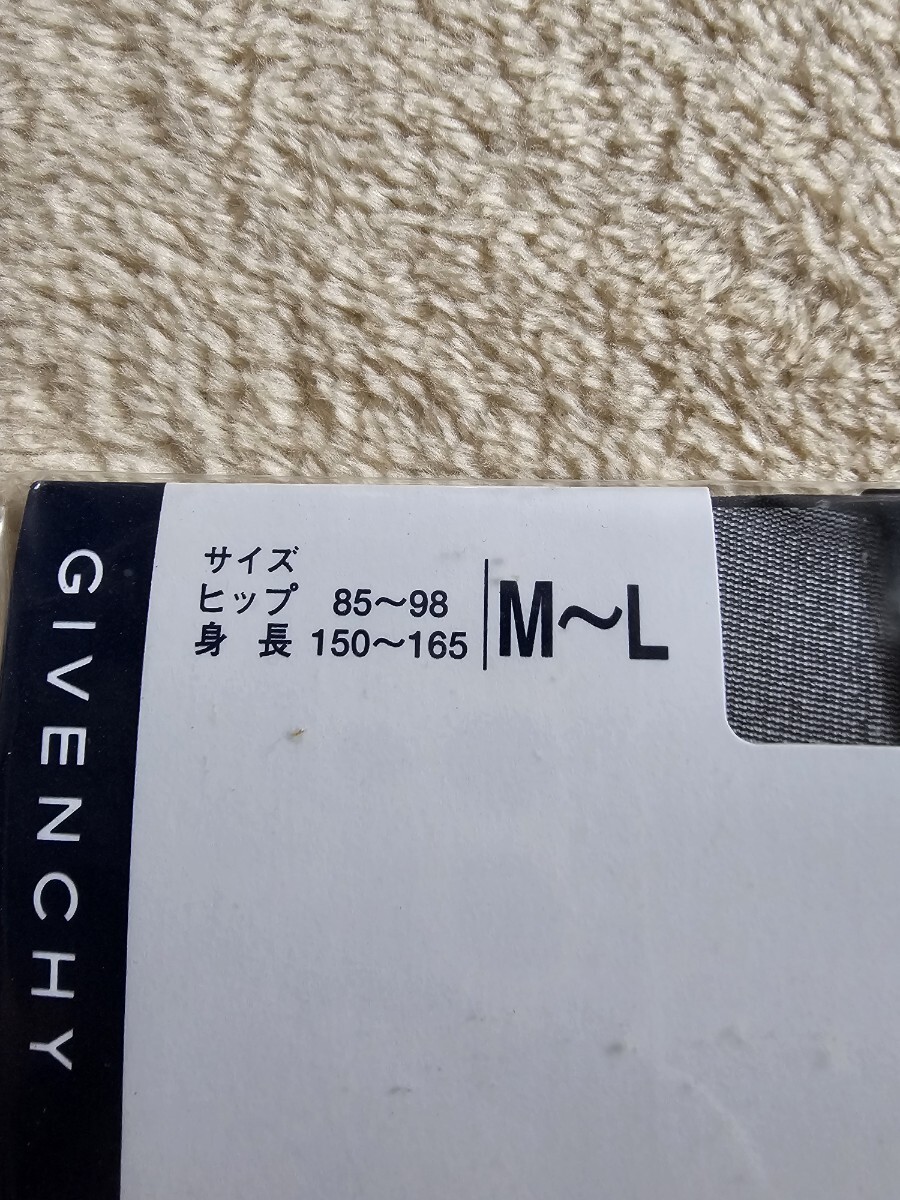 GIVENCHY
サイズ
ヒップ 85～98
身 長 150～165
M～L